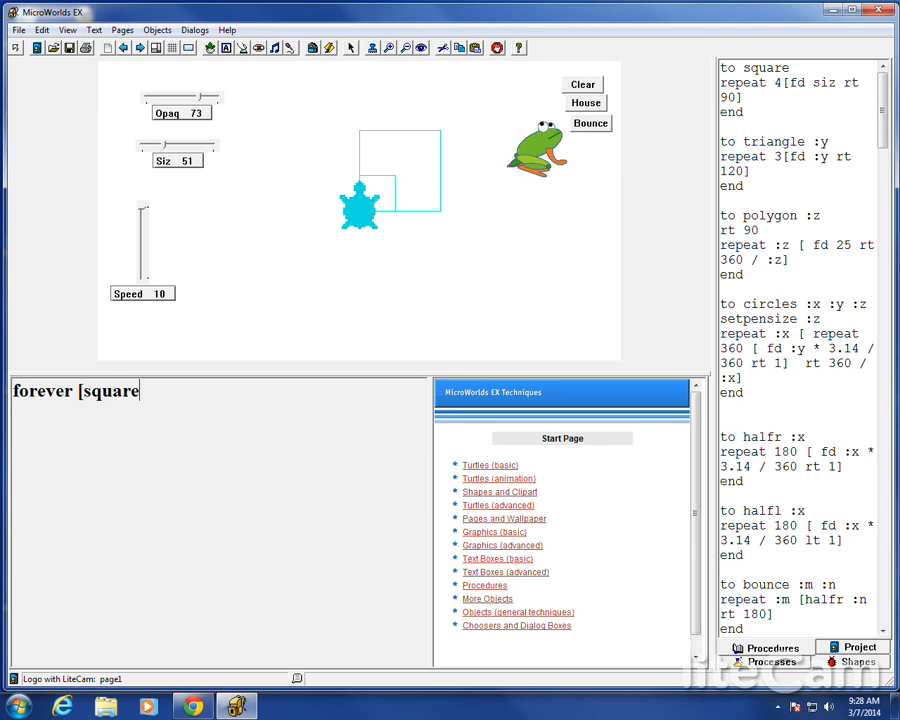 MicroWorlds EX
File Edit View Text Pages Objects Dialogs Help
Opaq 73
Siz 51
Speed 10
Clear
House
Bounce
forever [square
MicroWorlds EX Techniques
Start Page
Turtles (basic)
Turtles (animation)
Shapes and Clipart
Turtles (advanced)
Pages and Wallpaper
Graphics (basic)
Graphics (advanced)
Text Boxes (basic)
Text Boxes (advanced)
Procedures
More Objects
Objects (general techniques)
Choosers and Dialog Boxes
to square
repeat 4[fd siz rt
90]
end
to triangle :y
repeat 3[fd :y rt
120]
end
to polygon :z
rt 90
repeat :z [ fd 25 rt
360 / :z]
end
to circles :x :y :z
setpensize :z
repeat :x [ repeat
360 [ fd :y * 3.14 /
360 rt 1]  rt 360 /
:x]
end
to halfr :x
repeat 180 [ fd :x *
3.14 / 360 rt 1]
end
to halfl :x
repeat 180 [ fd :x *
3.14 / 360 lt 1]
end
to bounce :m :n
repeat :m [halfr :n
rt 180]
end
Procedures Project
Processes Shapes
liteCam
Logo with LiteCam: page1
9:28 AM
3/7/2014